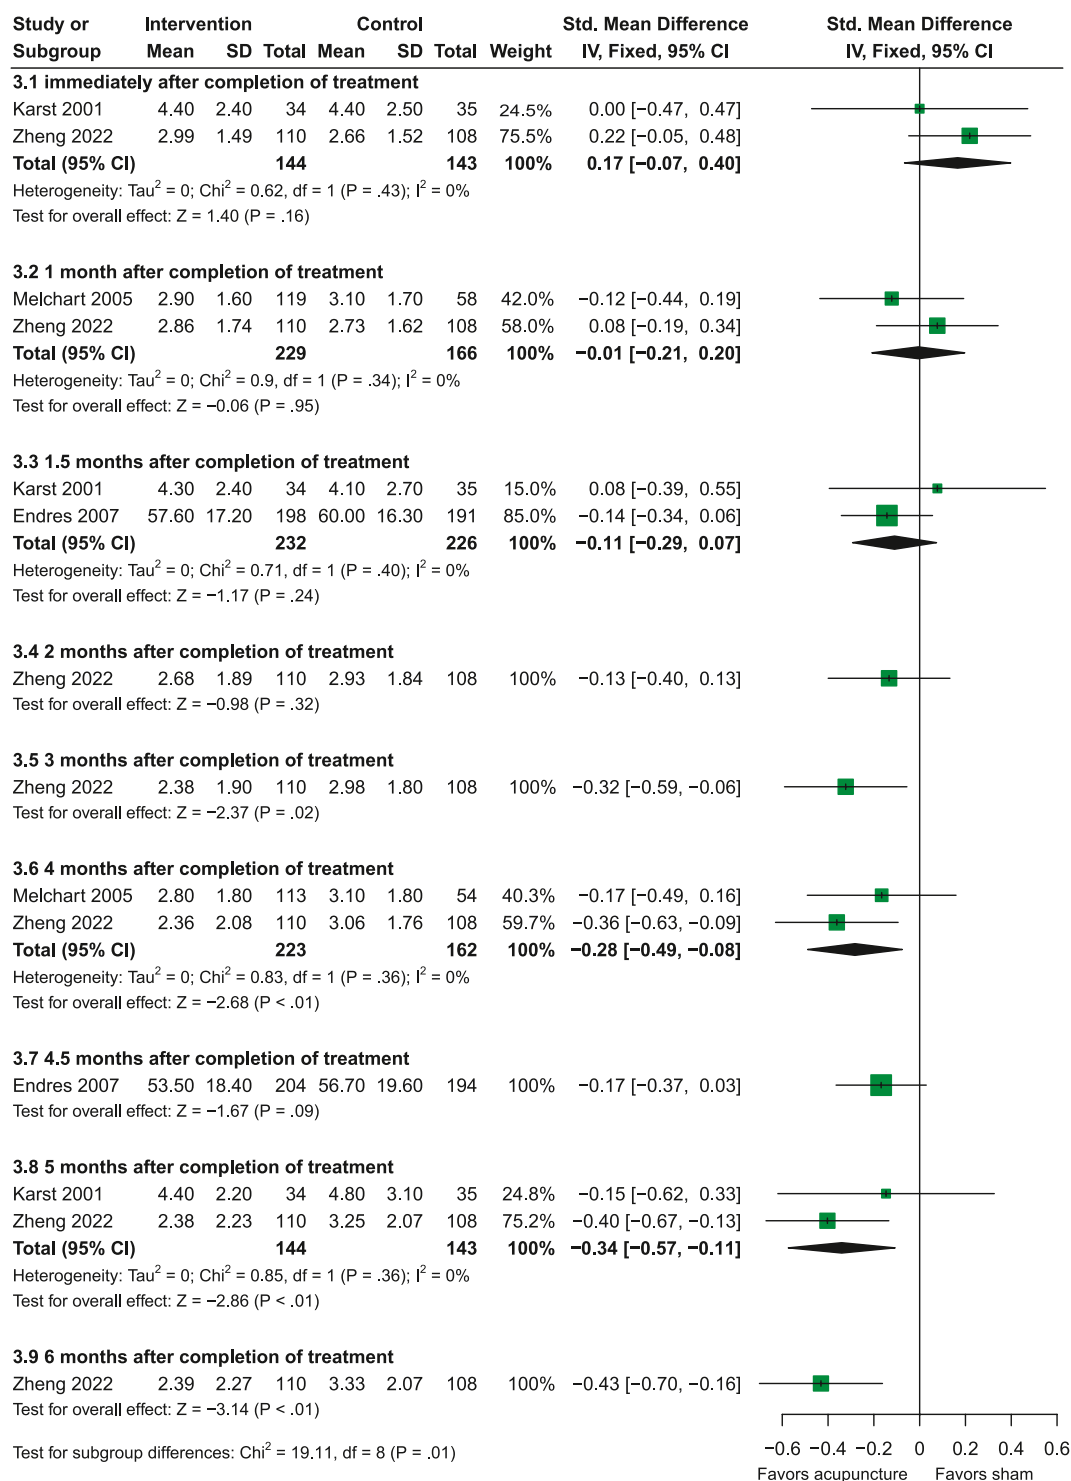 Study or Intervention Control Std. Mean Difference Std. Mean Difference
Subgroup Mean SD Total Mean SD Total Weight IV, Fixed, 95% CI IV, Fixed, 95% CI
3.1 immediately after completion of treatment
Karst 2001 4.40 2.40 34 4.40 2.50 35 24.5% 0.00 [−0.47, 0.47]
Zheng 2022 2.99 1.49 110 2.66 1.52 108 75.5% 0.22 [−0.05, 0.48]
Total (95% CI) 144 143 100% 0.17 [−0.07, 0.40]
Heterogeneity: Tau² = 0; Chi² = 0.62, df = 1 (P = .43); I² = 0%
Test for overall effect: Z = 1.40 (P = .16)
3.2 1 month after completion of treatment
Melchart 2005 2.90 1.60 119 3.10 1.70 58 42.0% −0.12 [−0.44, 0.19]
Zheng 2022 2.86 1.74 110 2.73 1.62 108 58.0% 0.08 [−0.19, 0.34]
Total (95% CI) 229 166 100% −0.01 [−0.21, 0.20]
Heterogeneity: Tau² = 0; Chi² = 0.9, df = 1 (P = .34); I² = 0%
Test for overall effect: Z = −0.06 (P = .95)
3.3 1.5 months after completion of treatment
Karst 2001 4.30 2.40 34 4.10 2.70 35 15.0% 0.08 [−0.39, 0.55]
Endres 2007 57.60 17.20 198 60.00 16.30 191 85.0% −0.14 [−0.34, 0.06]
Total (95% CI) 232 226 100% −0.11 [−0.29, 0.07]
Heterogeneity: Tau² = 0; Chi² = 0.71, df = 1 (P = .40); I² = 0%
Test for overall effect: Z = −1.17 (P = .24)
3.4 2 months after completion of treatment
Zheng 2022 2.68 1.89 110 2.93 1.84 108 100% −0.13 [−0.40, 0.13]
Test for overall effect: Z = −0.98 (P = .32)
3.5 3 months after completion of treatment
Zheng 2022 2.38 1.90 110 2.98 1.80 108 100% −0.32 [−0.59, −0.06]
Test for overall effect: Z = −2.37 (P = .02)
3.6 4 months after completion of treatment
Melchart 2005 2.80 1.80 113 3.10 1.80 54 40.3% −0.17 [−0.49, 0.16]
Zheng 2022 2.36 2.08 110 3.06 1.76 108 59.7% −0.36 [−0.63, −0.09]
Total (95% CI) 223 162 100% −0.28 [−0.49, −0.08]
Heterogeneity: Tau² = 0; Chi² = 0.83, df = 1 (P = .36); I² = 0%
Test for overall effect: Z = −2.68 (P < .01)
3.7 4.5 months after completion of treatment
Endres 2007 53.50 18.40 204 56.70 19.60 194 100% −0.17 [−0.37, 0.03]
Test for overall effect: Z = −1.67 (P = .09)
3.8 5 months after completion of treatment
Karst 2001 4.40 2.20 34 4.80 3.10 35 24.8% −0.15 [−0.62, 0.33]
Zheng 2022 2.38 2.23 110 3.25 2.07 108 75.2% −0.40 [−0.67, −0.13]
Total (95% CI) 144 143 100% −0.34 [−0.57, −0.11]
Heterogeneity: Tau² = 0; Chi² = 0.85, df = 1 (P = .36); I² = 0%
Test for overall effect: Z = −2.86 (P < .01)
3.9 6 months after completion of treatment
Zheng 2022 2.39 2.27 110 3.33 2.07 108 100% −0.43 [−0.70, −0.16]
Test for overall effect: Z = −3.14 (P < .01)
Test for subgroup differences: Chi² = 19.11, df = 8 (P = .01)
−0.6 −0.4 −0.2 0 0.2 0.4 0.6
Favors acupuncture Favors sham